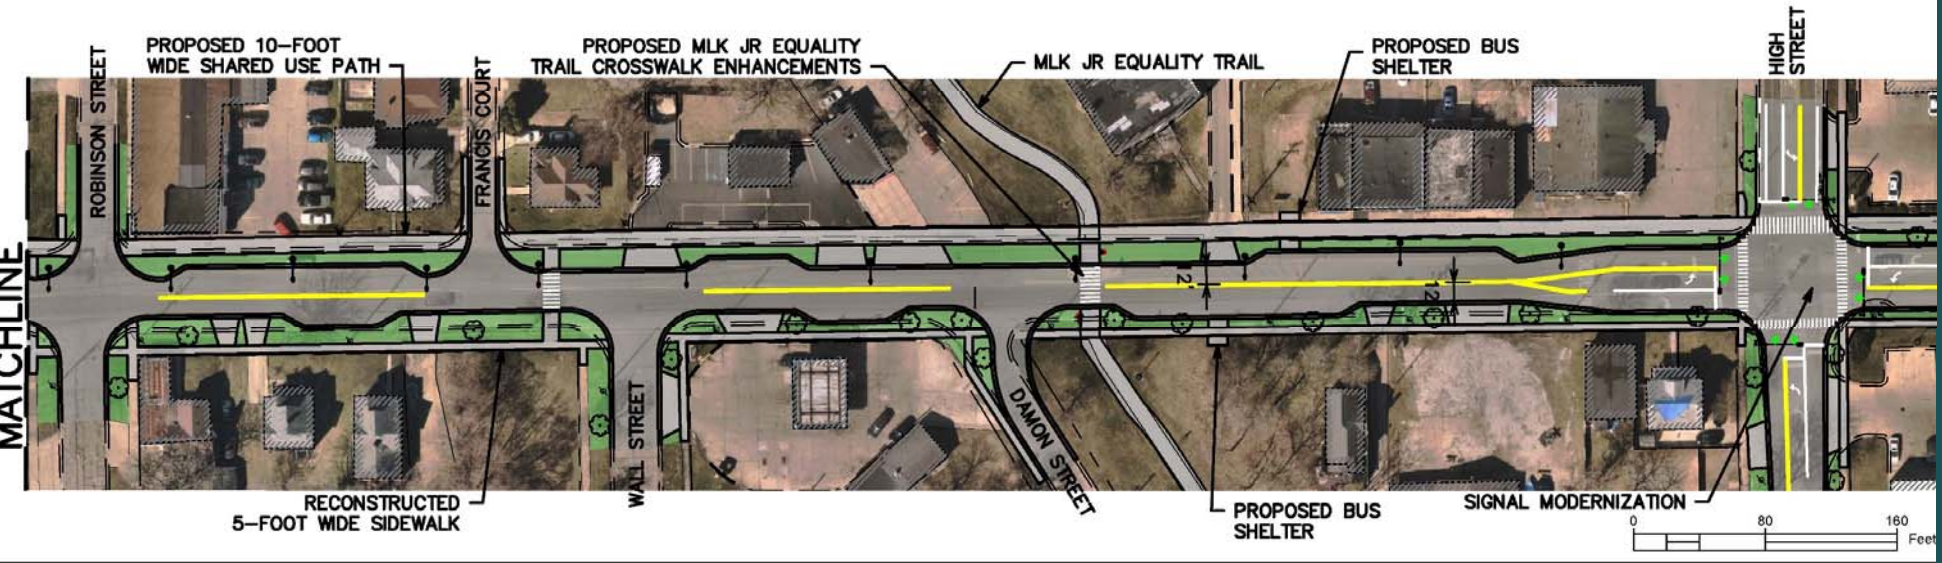 PROPOSED 10-FOOT
WIDE SHARED USE PATH
PROPOSED MLK JR EQUALITY
TRAIL CROSSWALK ENHANCEMENTS
MLK JR EQUALITY TRAIL
PROPOSED BUS
SHELTER
HIGH
STREET
ROBINSON STREET
FRANCIS COURT
MATCHLINE
12'
12'
WALL STREET
DAMON STREET
RECONSTRUCTED
5-FOOT WIDE SIDEWALK
PROPOSED BUS
SHELTER
SIGNAL MODERNIZATION
0 80 160
Feet